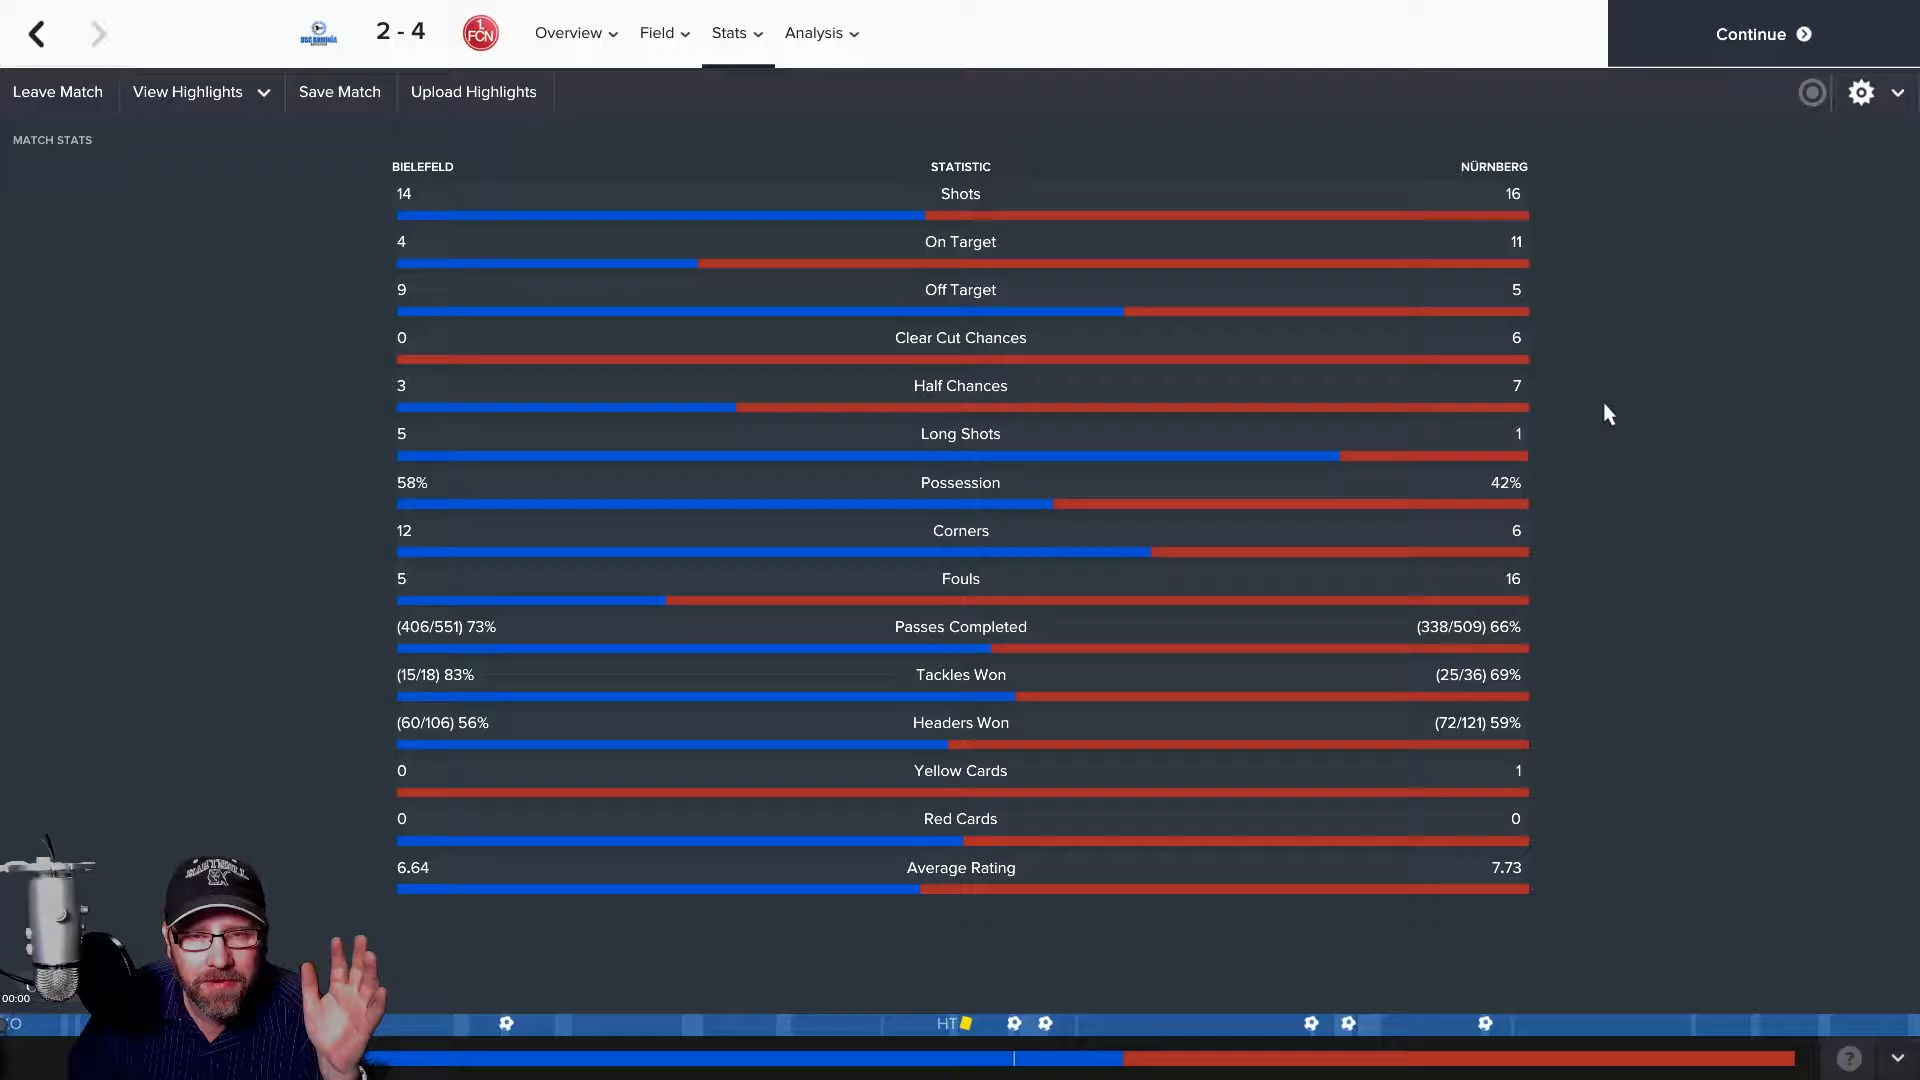 2 - 4
1.
FCN
Overview
Field
Stats
Analysis
Continue
Leave Match
View Highlights
Save Match
Upload Highlights
MATCH STATS
BIELEFELD STATISTIC NÜRNBERG
14 Shots 16
4 On Target 11
9 Off Target 5
0 Clear Cut Chances 6
3 Half Chances 7
5 Long Shots 1
58% Possession 42%
12 Corners 6
5 Fouls 16
(406/551) 73% Passes Completed (338/509) 66%
(15/18) 83% Tackles Won (25/36) 69%
(60/106) 56% Headers Won (72/121) 59%
0 Yellow Cards 1
0 Red Cards 0
6.64 Average Rating 7.73
00:00
HT
?